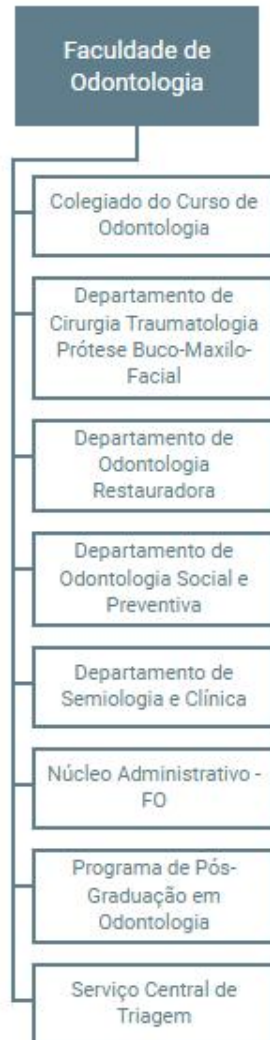 Faculdade de
Odontologia
Colegiado do Curso de
Odontologia
Departamento de
Cirurgia Traumatologia
Prótese Buco-Maxilo-
Facial
Departamento de
Odontologia
Restauradora
Departamento de
Odontologia Social e
Preventiva
Departamento de
Semiologia e Clínica
Núcleo Administrativo -
FO
Programa de Pós-
Graduação em
Odontologia
Serviço Central de
Triagem